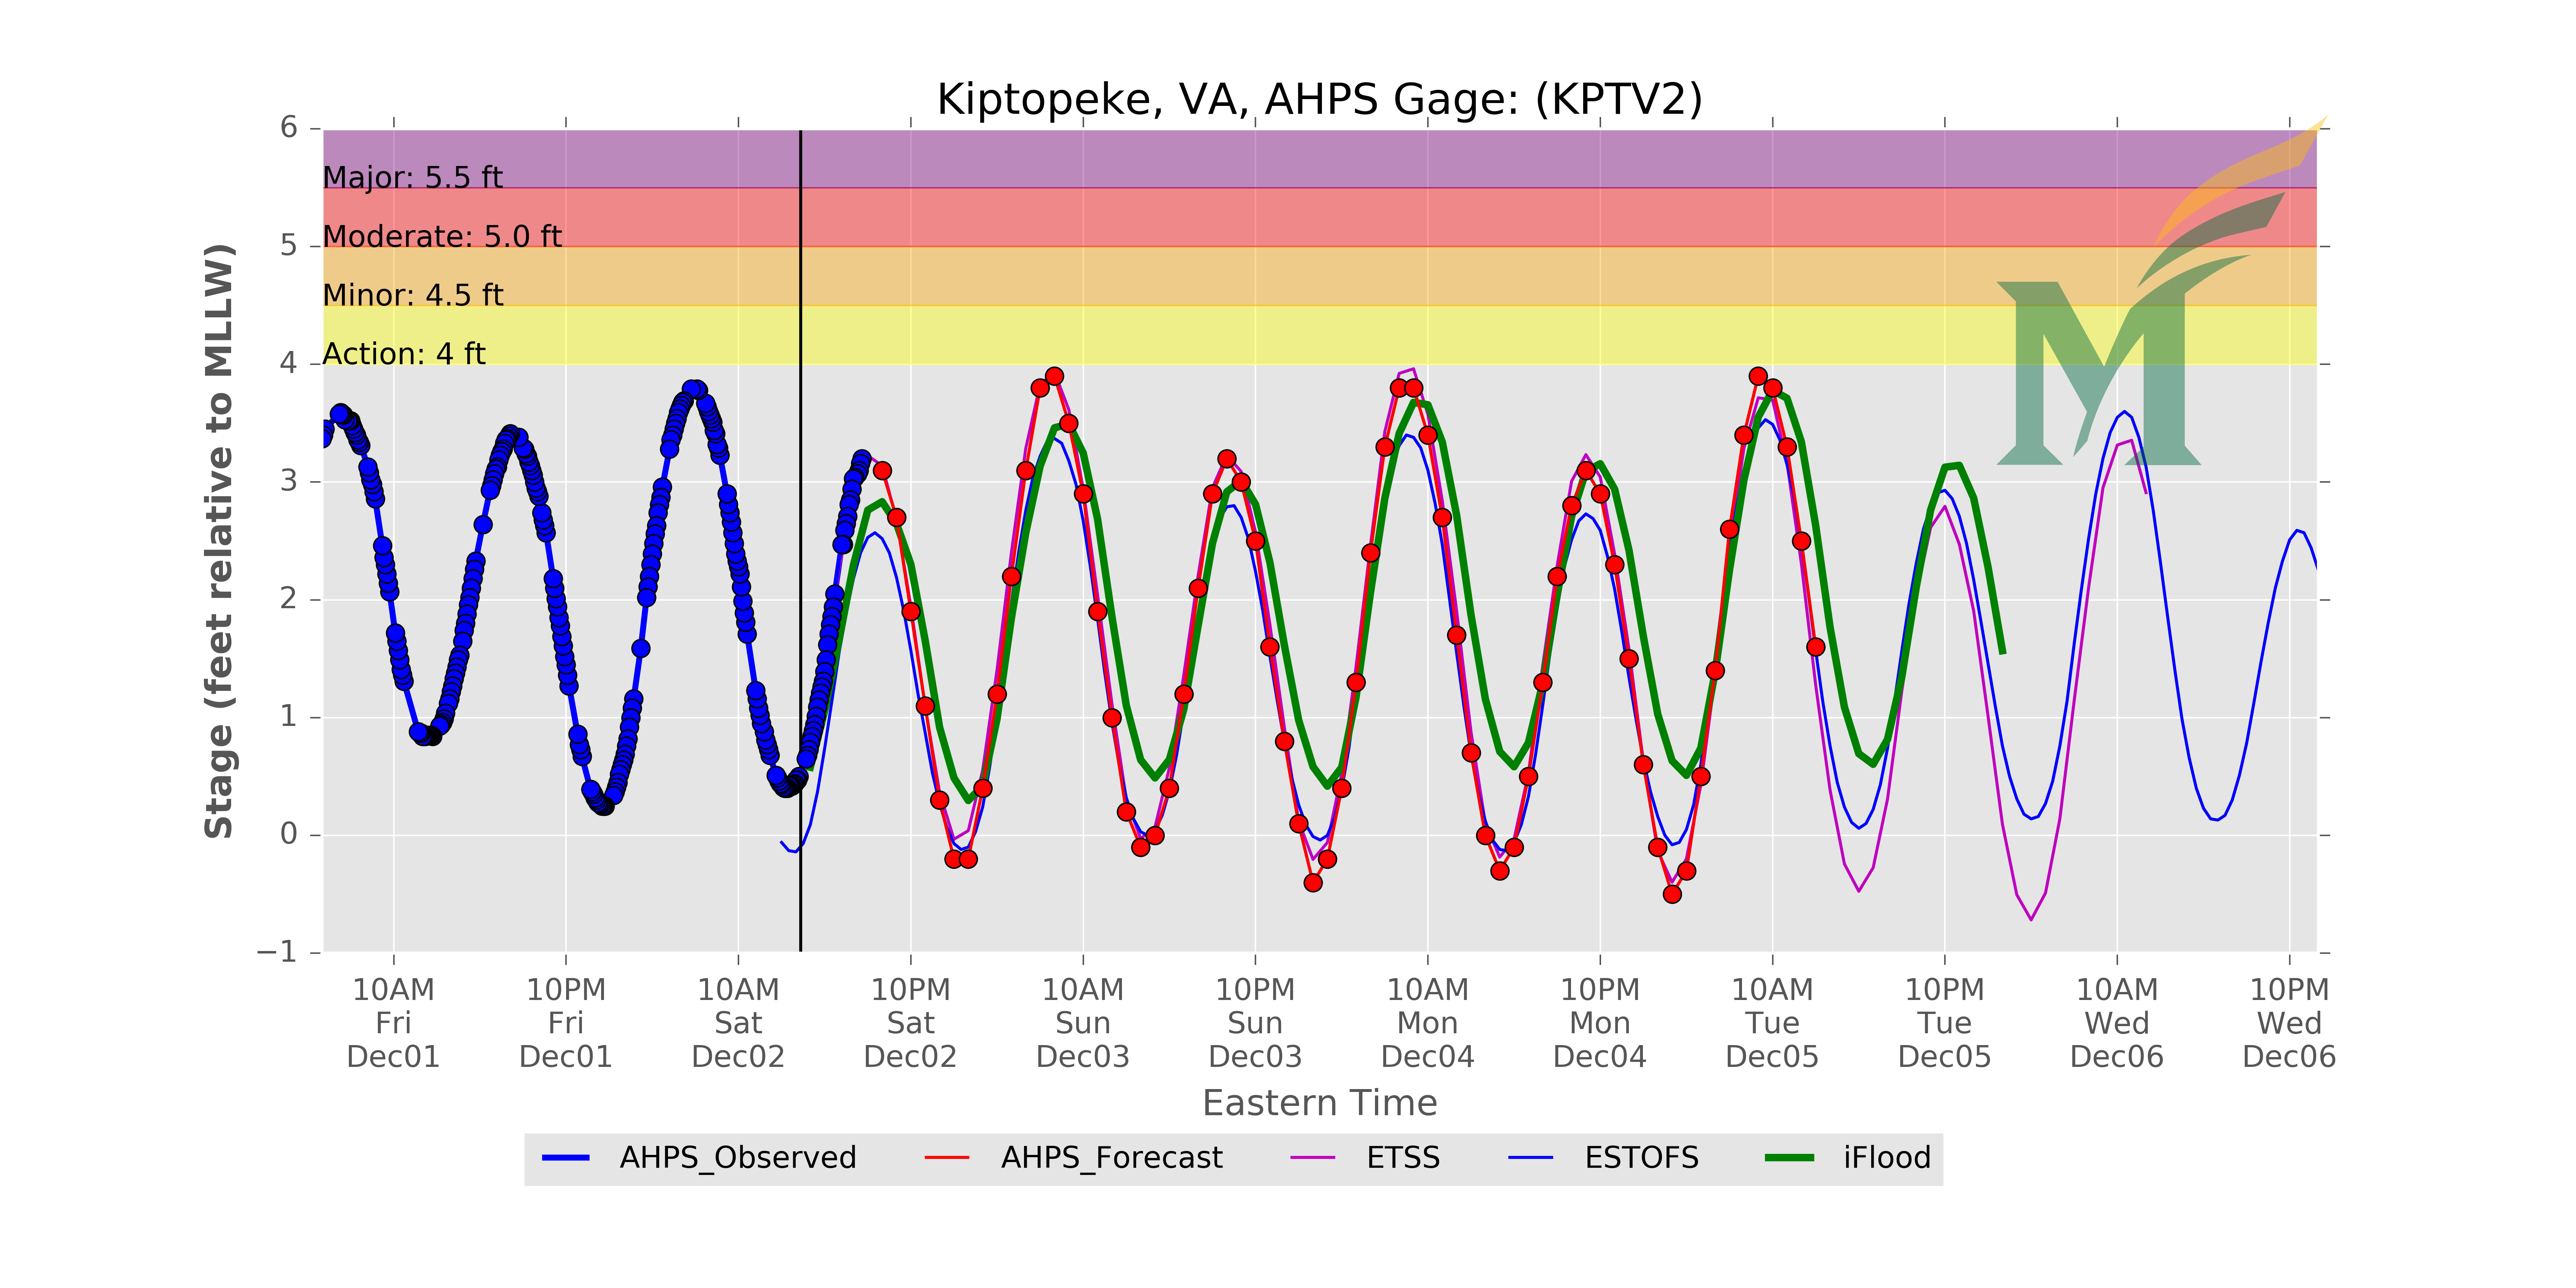 Kiptopeke, VA, AHPS Gage: (KPTV2)
Stage (feet relative to MLLW)
6
5
4
3
2
1
0
−1
Major: 5.5 ft
Moderate: 5.0 ft
Minor: 4.5 ft
Action: 4 ft
M
10AM Fri Dec01
10PM Fri Dec01
10AM Sat Dec02
10PM Sat Dec02
10AM Sun Dec03
10PM Sun Dec03
10AM Mon Dec04
10PM Mon Dec04
10AM Tue Dec05
10PM Tue Dec05
10AM Wed Dec06
10PM Wed Dec06
Eastern Time
AHPS_Observed AHPS_Forecast ETSS ESTOFS iFlood